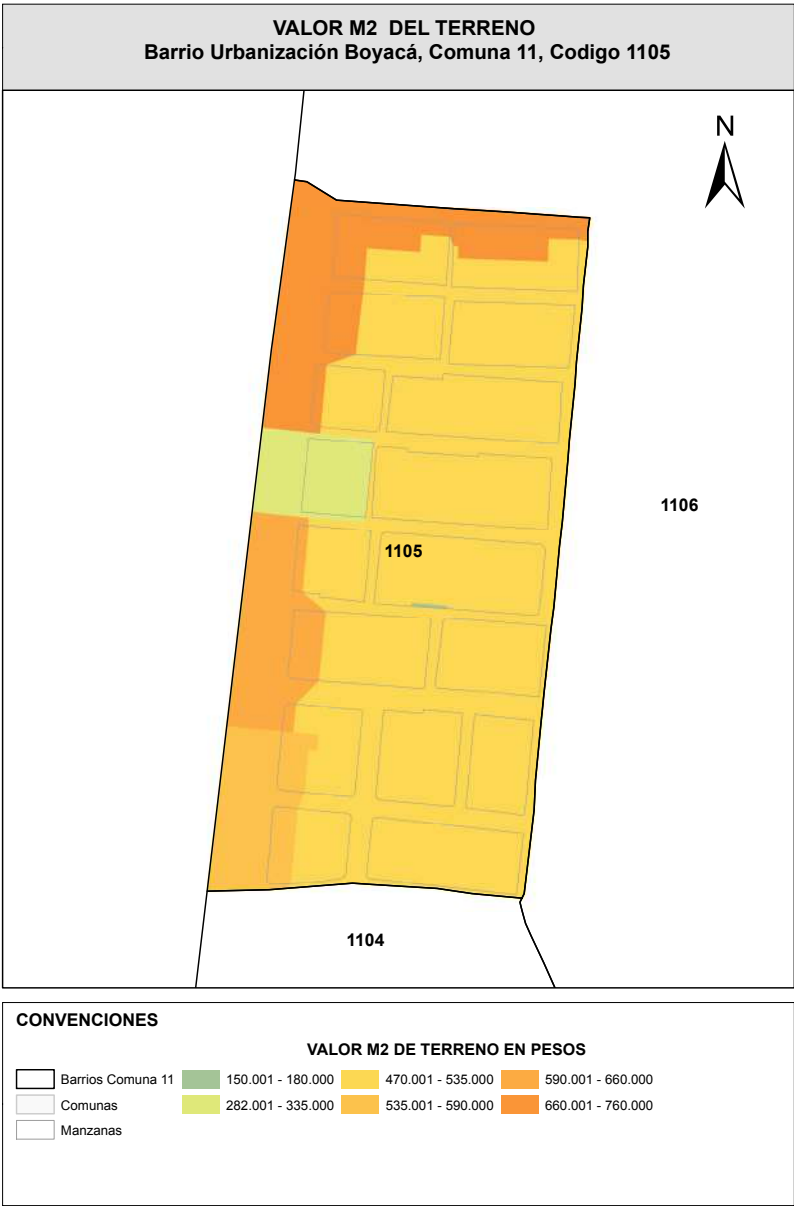 VALOR M2 DEL TERRENO
Barrio Urbanización Boyacá, Comuna 11, Codigo 1105
N
1106
1105
1104
CONVENCIONES
VALOR M2 DE TERRENO EN PESOS
Barrios Comuna 11 150.001 - 180.000 470.001 - 535.000 590.001 - 660.000
Comunas 282.001 - 335.000 535.001 - 590.000 660.001 - 760.000
Manzanas